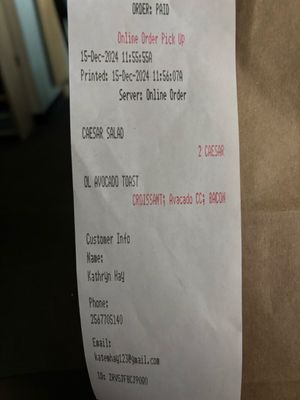 ORDER: PAID
Online Order Pick Up
15-Dec-2024 11:55:55A
Printed: 15-Dec-2024 11:56:07A
Server: Online Order
CAESAR SALAD
2 CAESAR
OL AVOCADO TOAST
CROISSANT; Avacado CC; BACON
Customer Info
Name:
Kathryn Hay
Phone:
2567705140
Email:
katemhay123@gmail.com